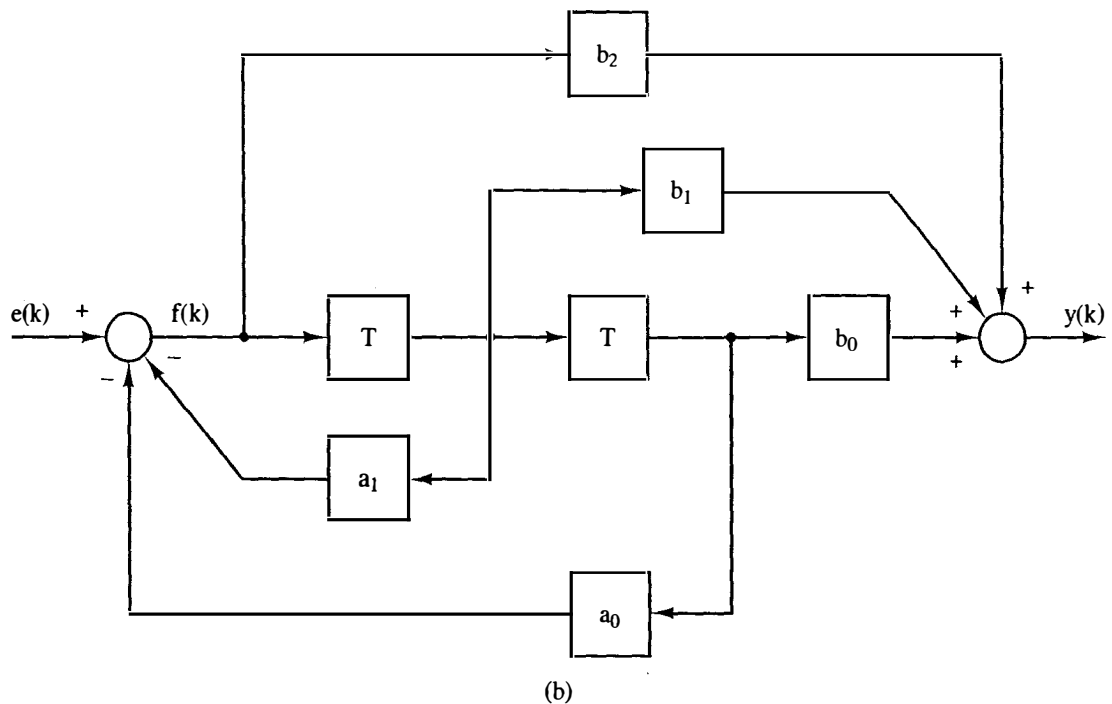 b₂
b₁
e(k) + f(k) T T b₀ + + y(k)
− − +
a₁
a₀
(b)